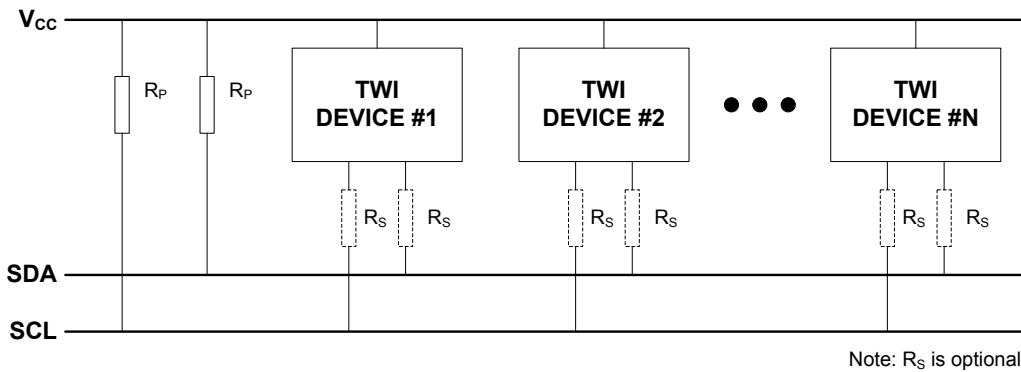 VCC
RP
RP
TWI
DEVICE #1
TWI
DEVICE #2
TWI
DEVICE #N
RS
RS
RS
RS
RS
RS
SDA
SCL
Note: RS is optional